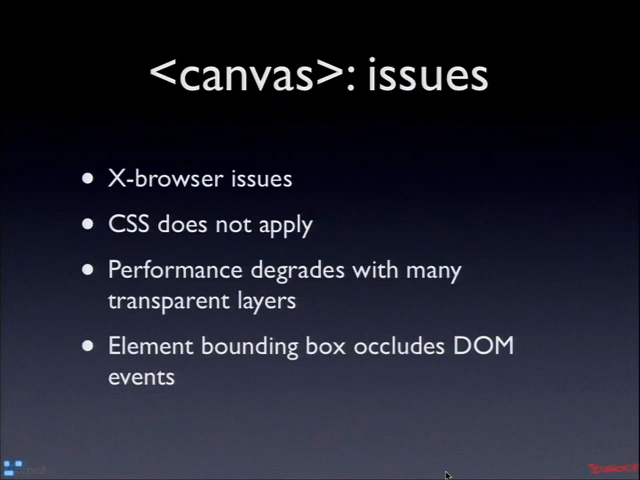 <canvas>: issues
• X-browser issues
• CSS does not apply
• Performance degrades with many
transparent layers
• Element bounding box occludes DOM
events
YAHOO!